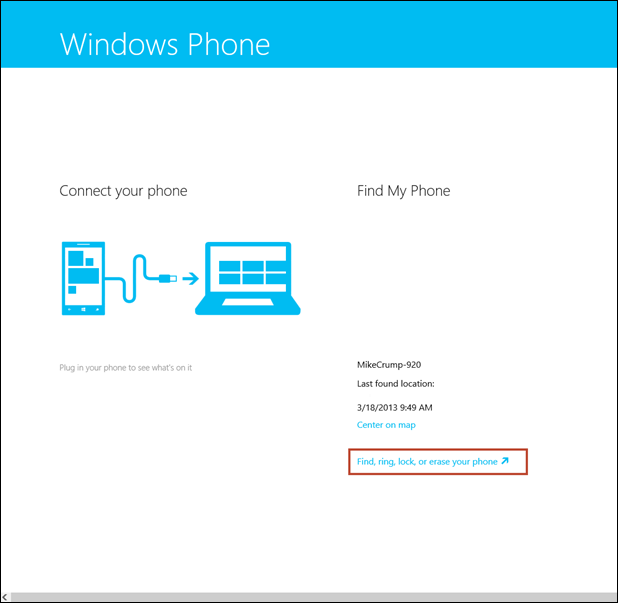 Windows Phone
Connect your phone
Plug in your phone to see what's on it
Find My Phone
MikeCrump-920
Last found location:
3/18/2013 9:49 AM
Center on map
Find, ring, lock, or erase your phone